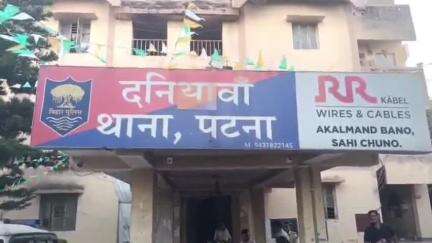 बिहार पुलिस
दनियावाँ
थाना, पटना
M. 9431822145
RR KABEL
WIRES & CABLES
AKALMAND BANO,
SAHI CHUNO.